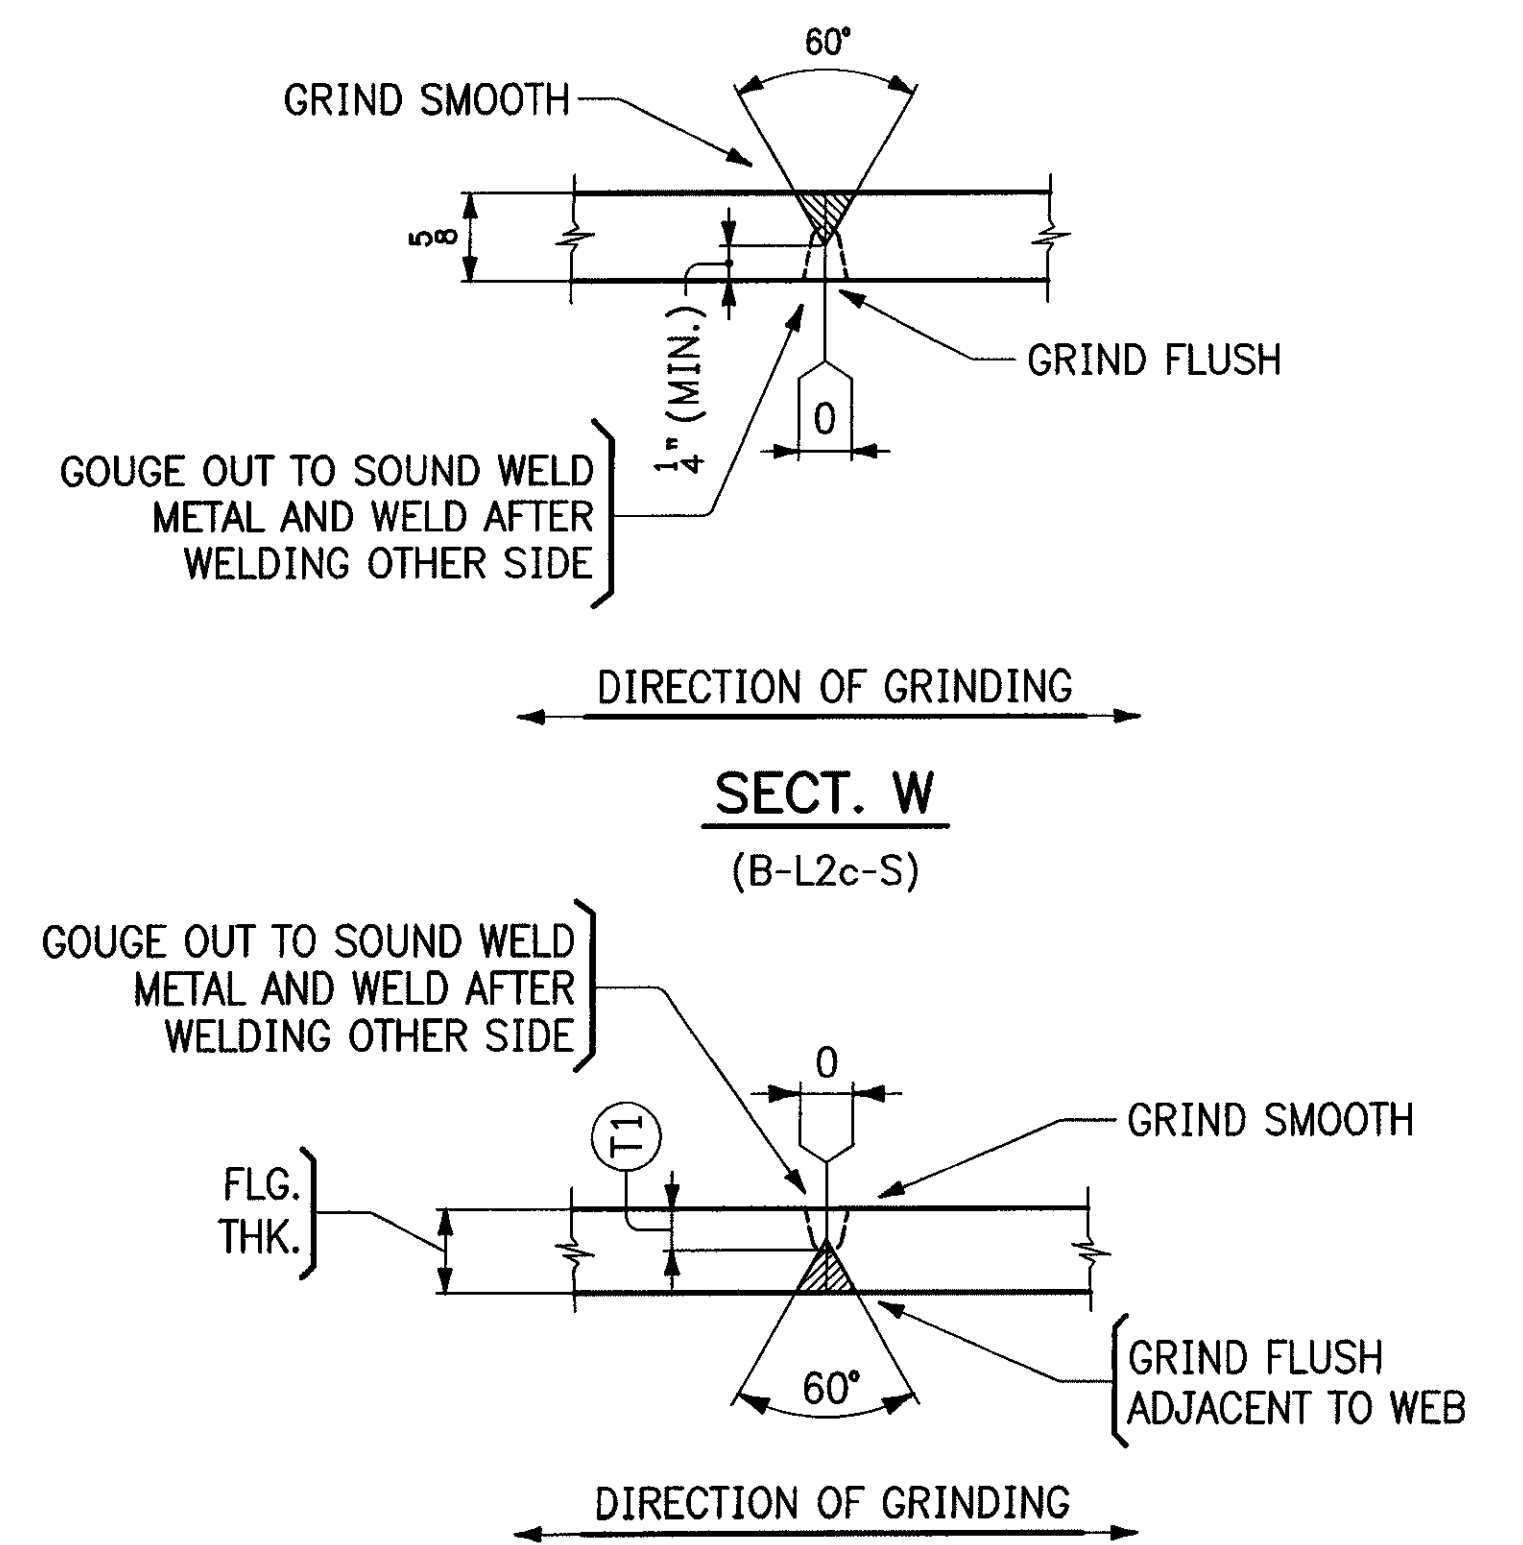 60°
GRIND SMOOTH
5/8
1/4" (MIN.)
GRIND FLUSH
0
GOUGE OUT TO SOUND WELD
METAL AND WELD AFTER
WELDING OTHER SIDE
DIRECTION OF GRINDING
SECT. W
(B-L2c-S)
GOUGE OUT TO SOUND WELD
METAL AND WELD AFTER
WELDING OTHER SIDE
0
T1
GRIND SMOOTH
FLG.
THK.
60°
GRIND FLUSH
ADJACENT TO WEB
DIRECTION OF GRINDING